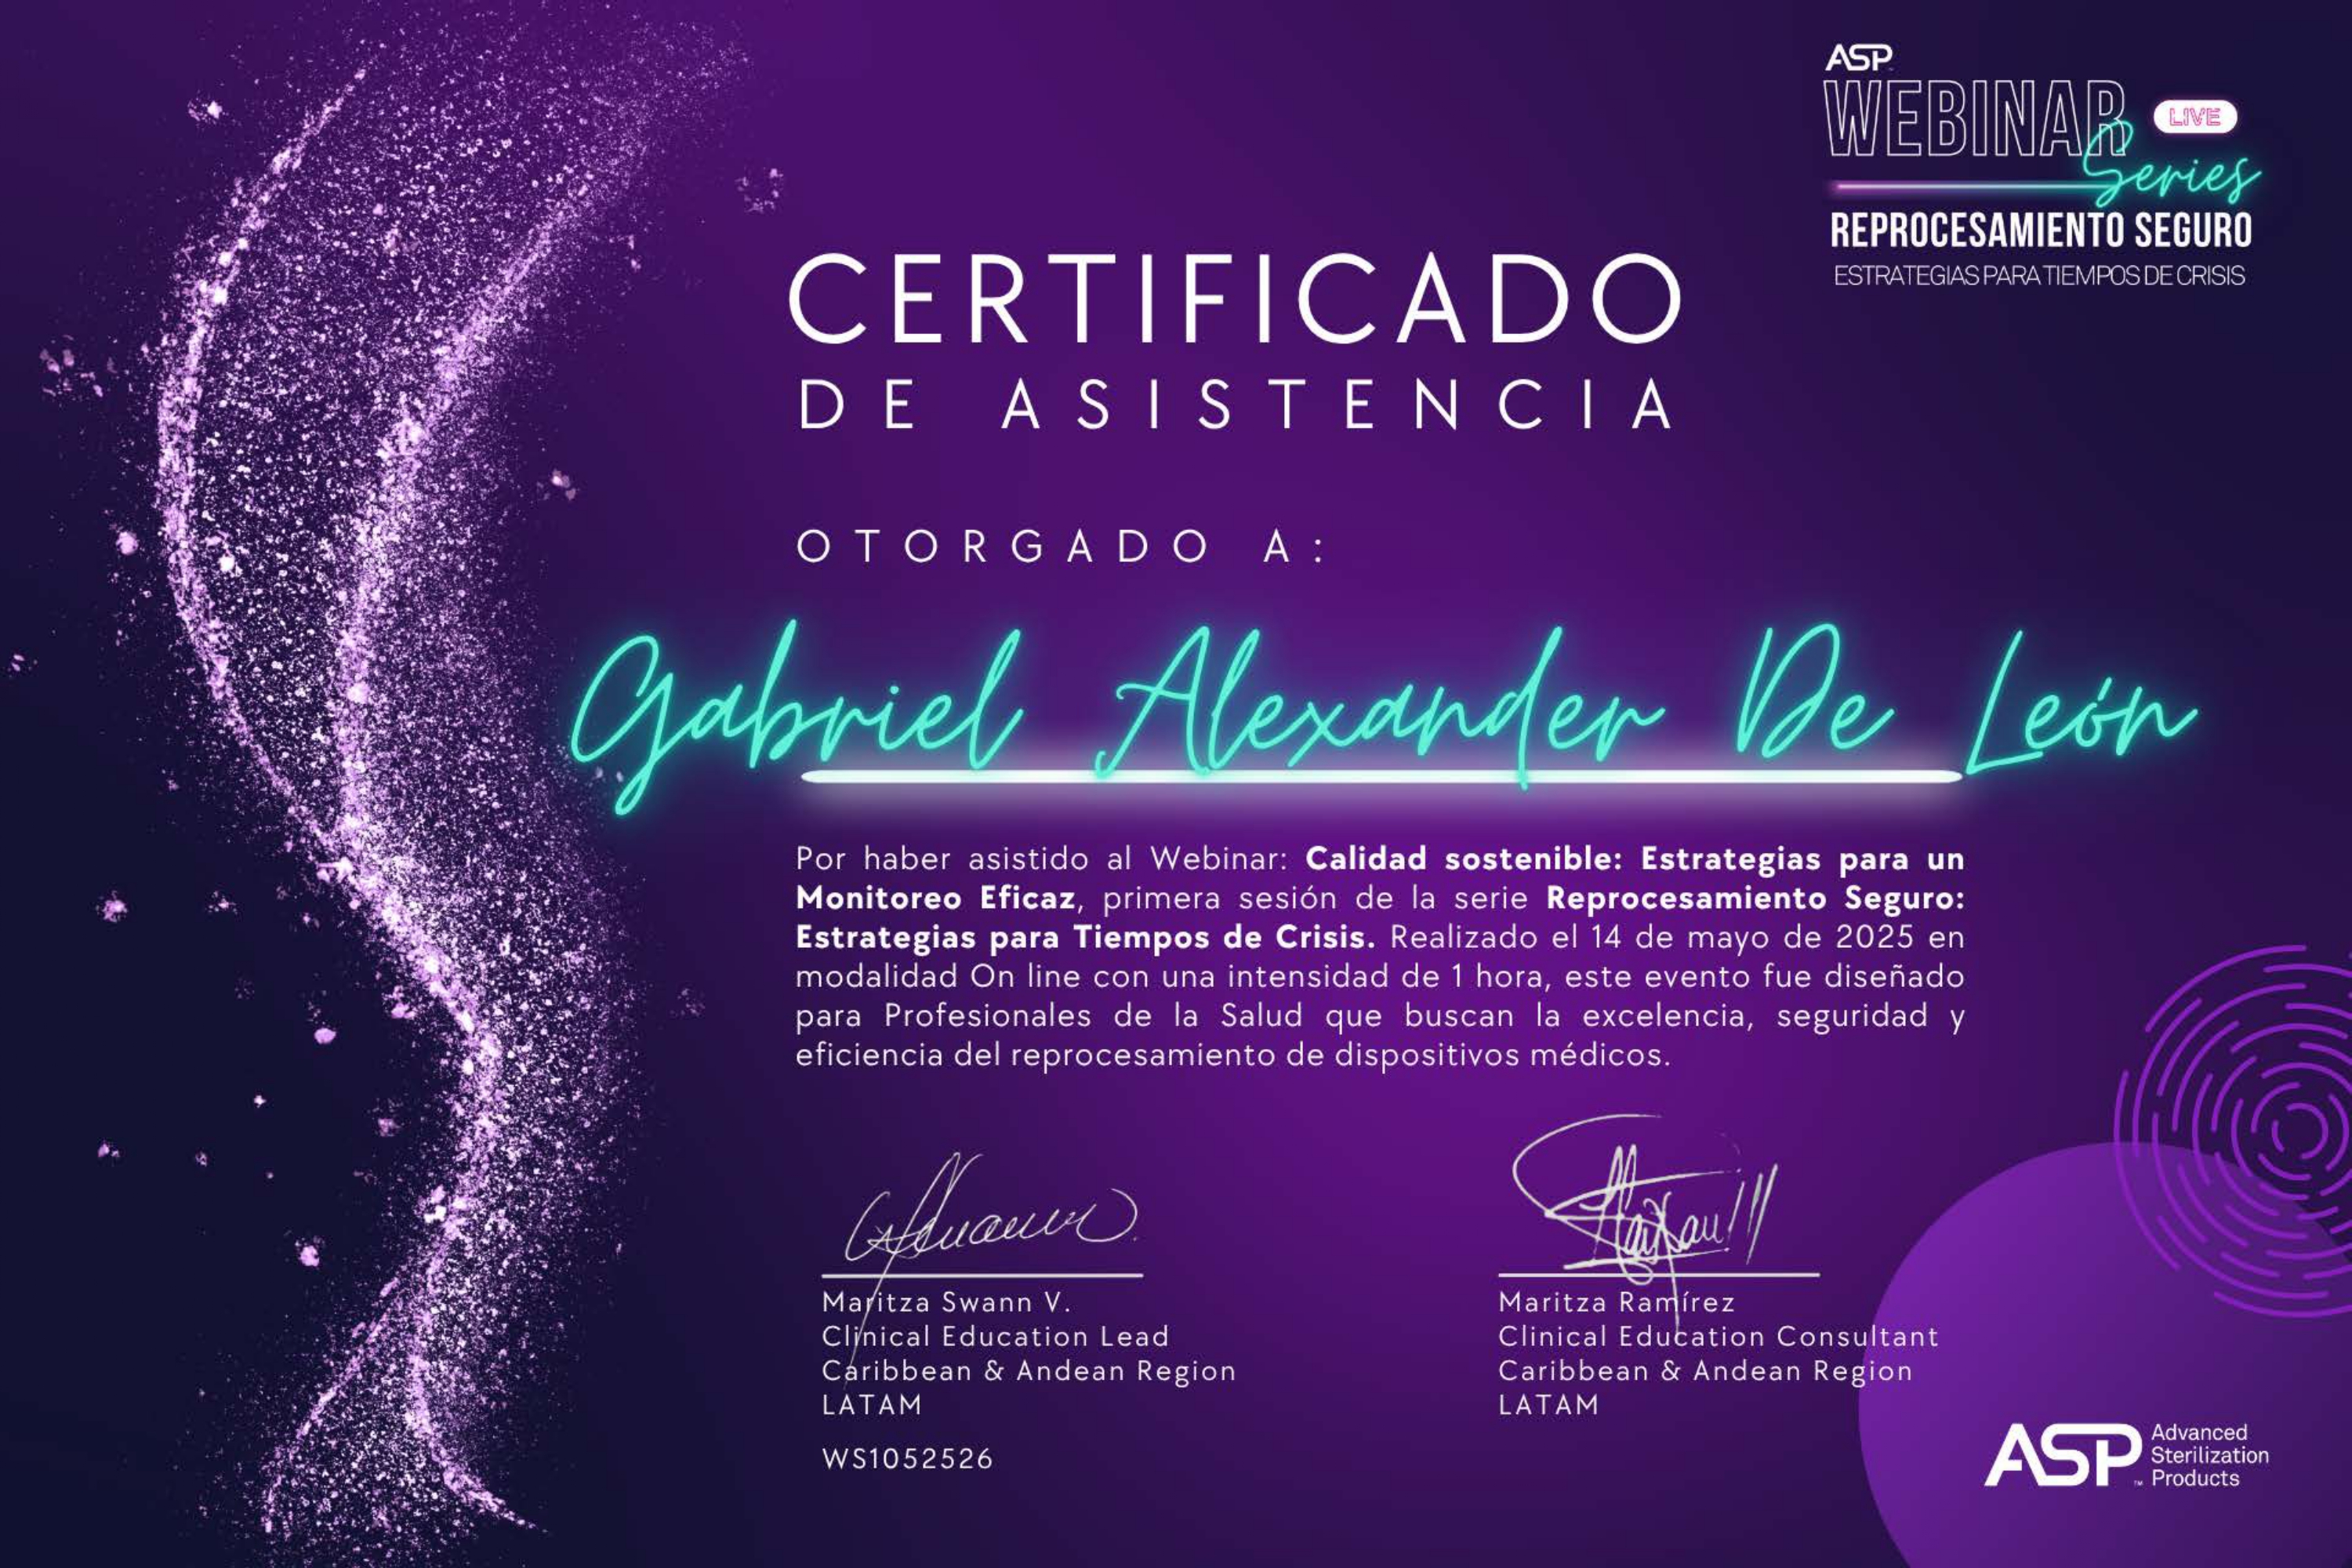 ASP
WEBINAR
LIVE
Series
REPROCESAMIENTO SEGURO
ESTRATEGIAS PARA TIEMPOS DE CRISIS
CERTIFICADO
DE ASISTENCIA
OTORGADO A:
Gabriel Alexander De León
Por haber asistido al Webinar: Calidad sostenible: Estrategias para un
Monitoreo Eficaz, primera sesión de la serie Reprocesamiento Seguro:
Estrategias para Tiempos de Crisis. Realizado el 14 de mayo de 2025 en
modalidad On line con una intensidad de 1 hora, este evento fue diseñado
para Profesionales de la Salud que buscan la excelencia, seguridad y
eficiencia del reprocesamiento de dispositivos médicos.
Maritza Swann V.
Clinical Education Lead
Caribbean & Andean Region
LATAM
WS1052526
Maritza Ramírez
Clinical Education Consultant
Caribbean & Andean Region
LATAM
ASP™
Advanced
Sterilization
Products